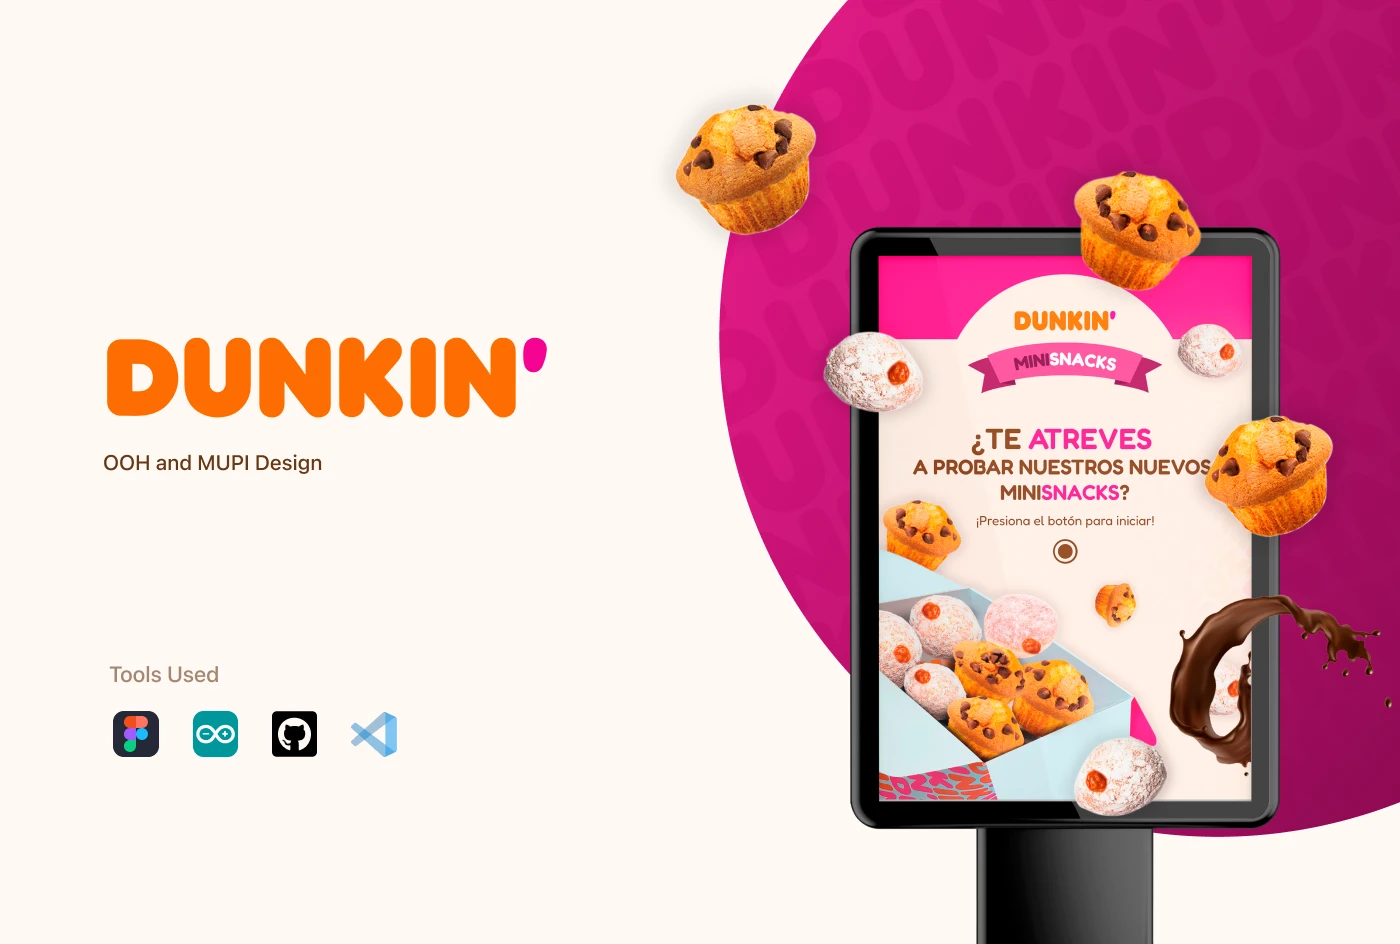 DUNKIN'
OOH and MUPI Design
Tools Used
DUNKIN'
MINISNACKS
¿TE ATREVES
A PROBAR NUESTROS NUEVOS
MINISNACKS?
¡Presiona el botón para iniciar!